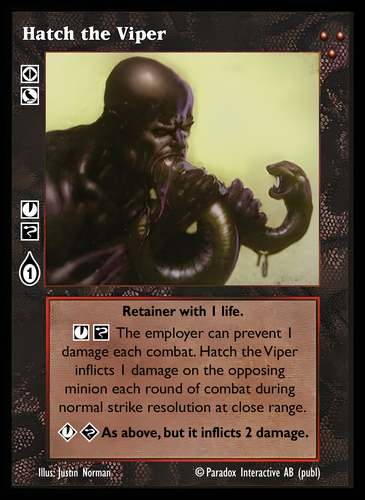 Hatch the Viper
1
Retainer with 1 life.
The employer can prevent 1
damage each combat. Hatch the Viper
inflicts 1 damage on the opposing
minion each round of combat during
normal strike resolution at close range.
As above, but it inflicts 2 damage.
Illus: Justin Norman © Paradox Interactive AB (publ)